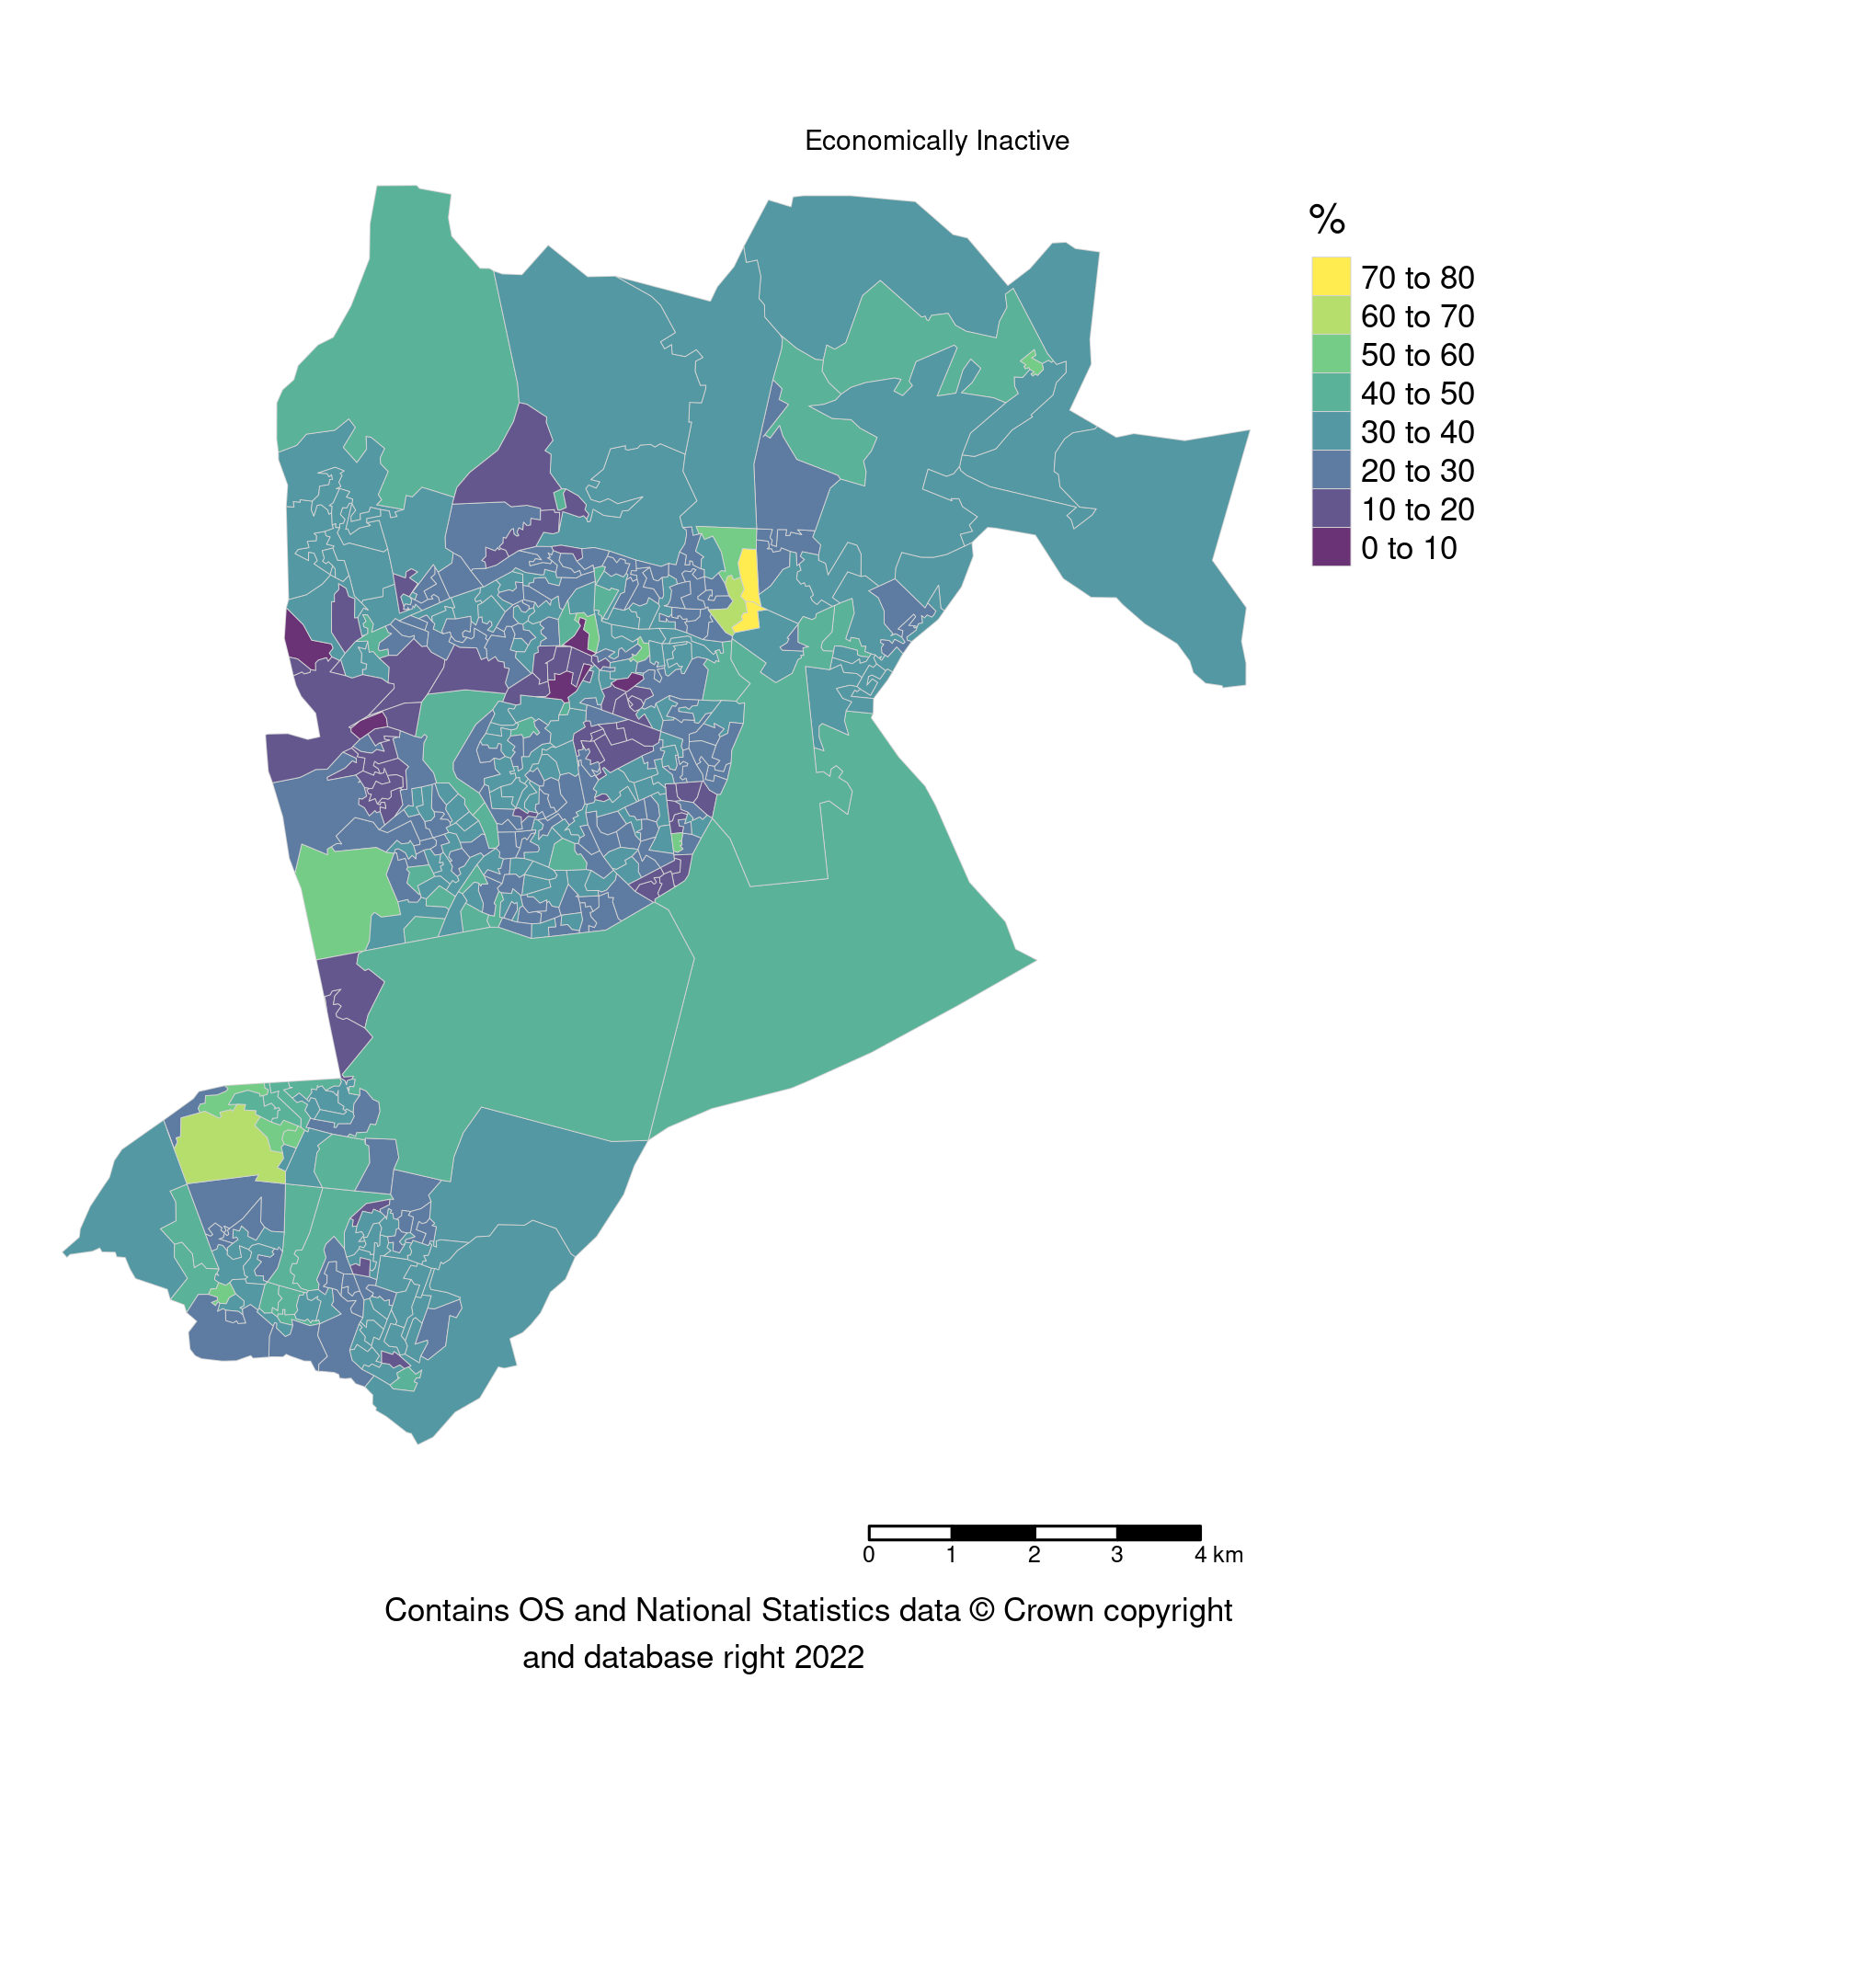 Economically Inactive
%
70 to 80
60 to 70
50 to 60
40 to 50
30 to 40
20 to 30
10 to 20
0 to 10
0 1 2 3 4 km
Contains OS and National Statistics data © Crown copyright
and database right 2022